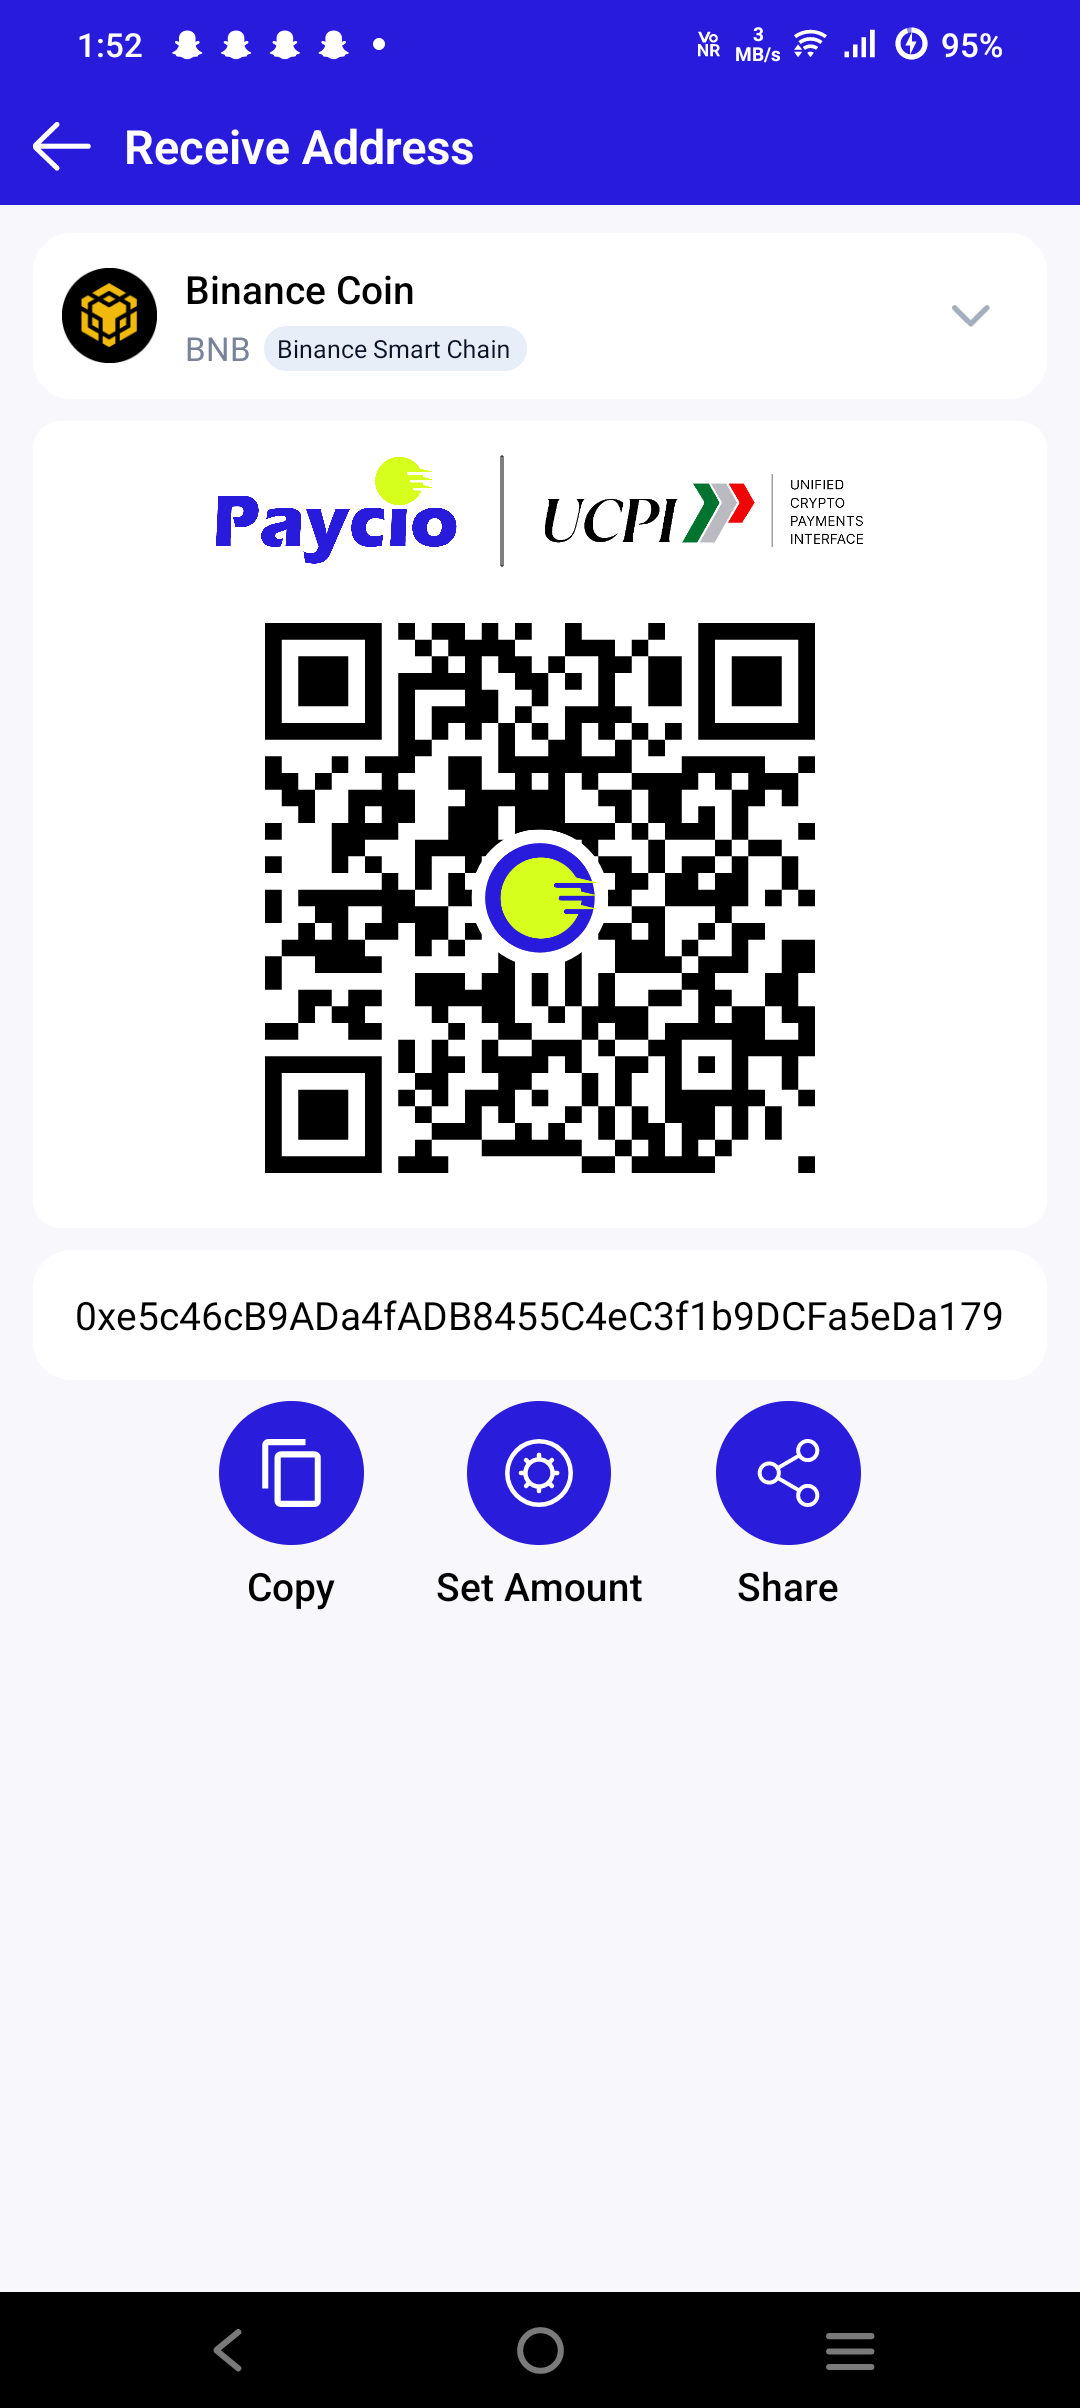 1:52
Vo NR 3 MB/s 95%
Receive Address
Binance Coin
BNB Binance Smart Chain
Paycio
UCPI
UNIFIED
CRYPTO
PAYMENTS
INTERFACE
0xe5c46cB9ADa4fADB8455C4eC3f1b9DCFa5eDa179
Copy
Set Amount
Share